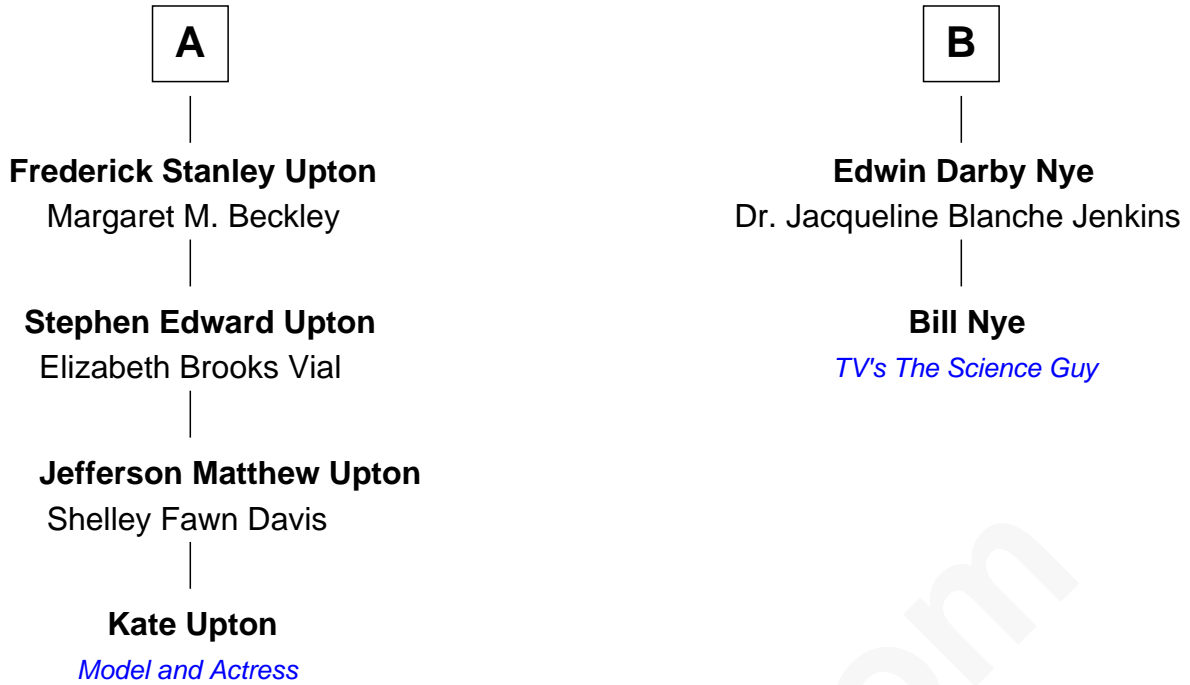 A
Frederick Stanley Upton
Margaret M. Beckley
Stephen Edward Upton
Elizabeth Brooks Vial
Jefferson Matthew Upton
Shelley Fawn Davis
Kate Upton
Model and Actress
B
Edwin Darby Nye
Dr. Jacqueline Blanche Jenkins
Bill Nye
TV's The Science Guy
om